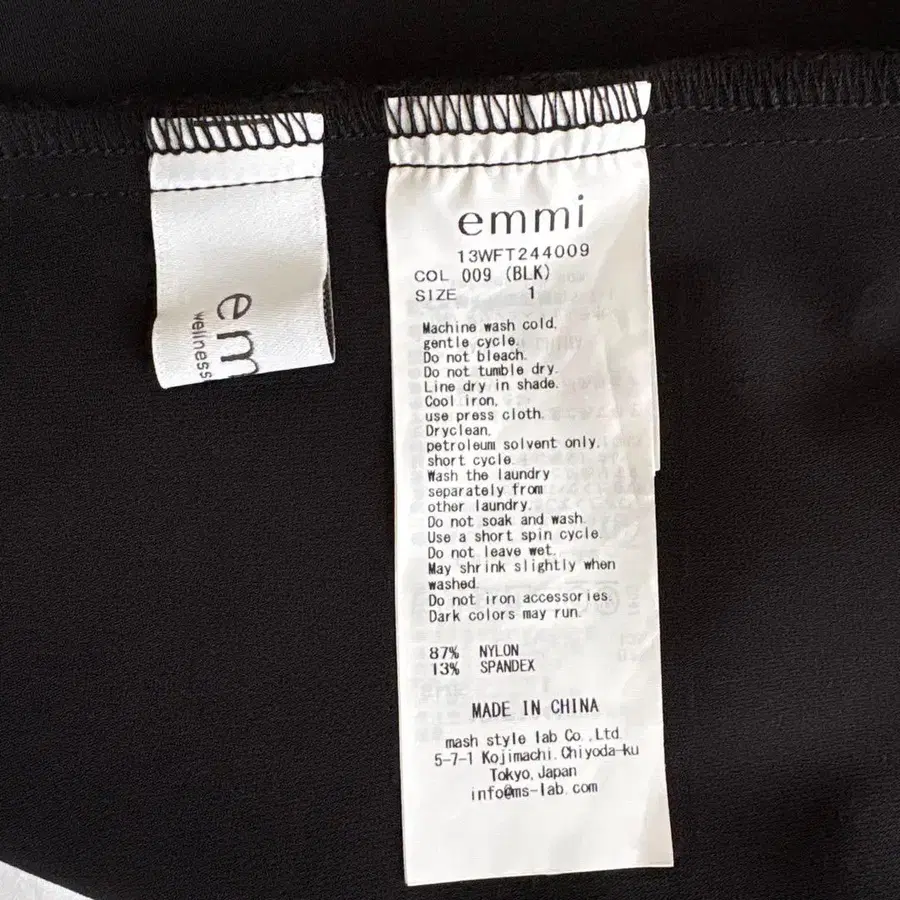 em
wellness
emmi
13WFT244009
COL 009 (BLK)
SIZE 1
Machine wash cold,
gentle cycle.
Do not bleach.
Do not tumble dry.
Line dry in shade.
Cool iron,
use press cloth.
Dryclean,
petroleum solvent only,
short cycle.
Wash the laundry
separately from
other laundry.
Do not soak and wash.
Use a short spin cycle.
Do not leave wet.
May shrink slightly when
washed.
Do not iron accessories.
Dark colors may run.
87% NYLON
13% SPANDEX
MADE IN CHINA
mash style lab Co.,Ltd.
5-7-1 Kojimachi.Chiyoda-ku
Tokyo,Japan
info@ms-lab.com